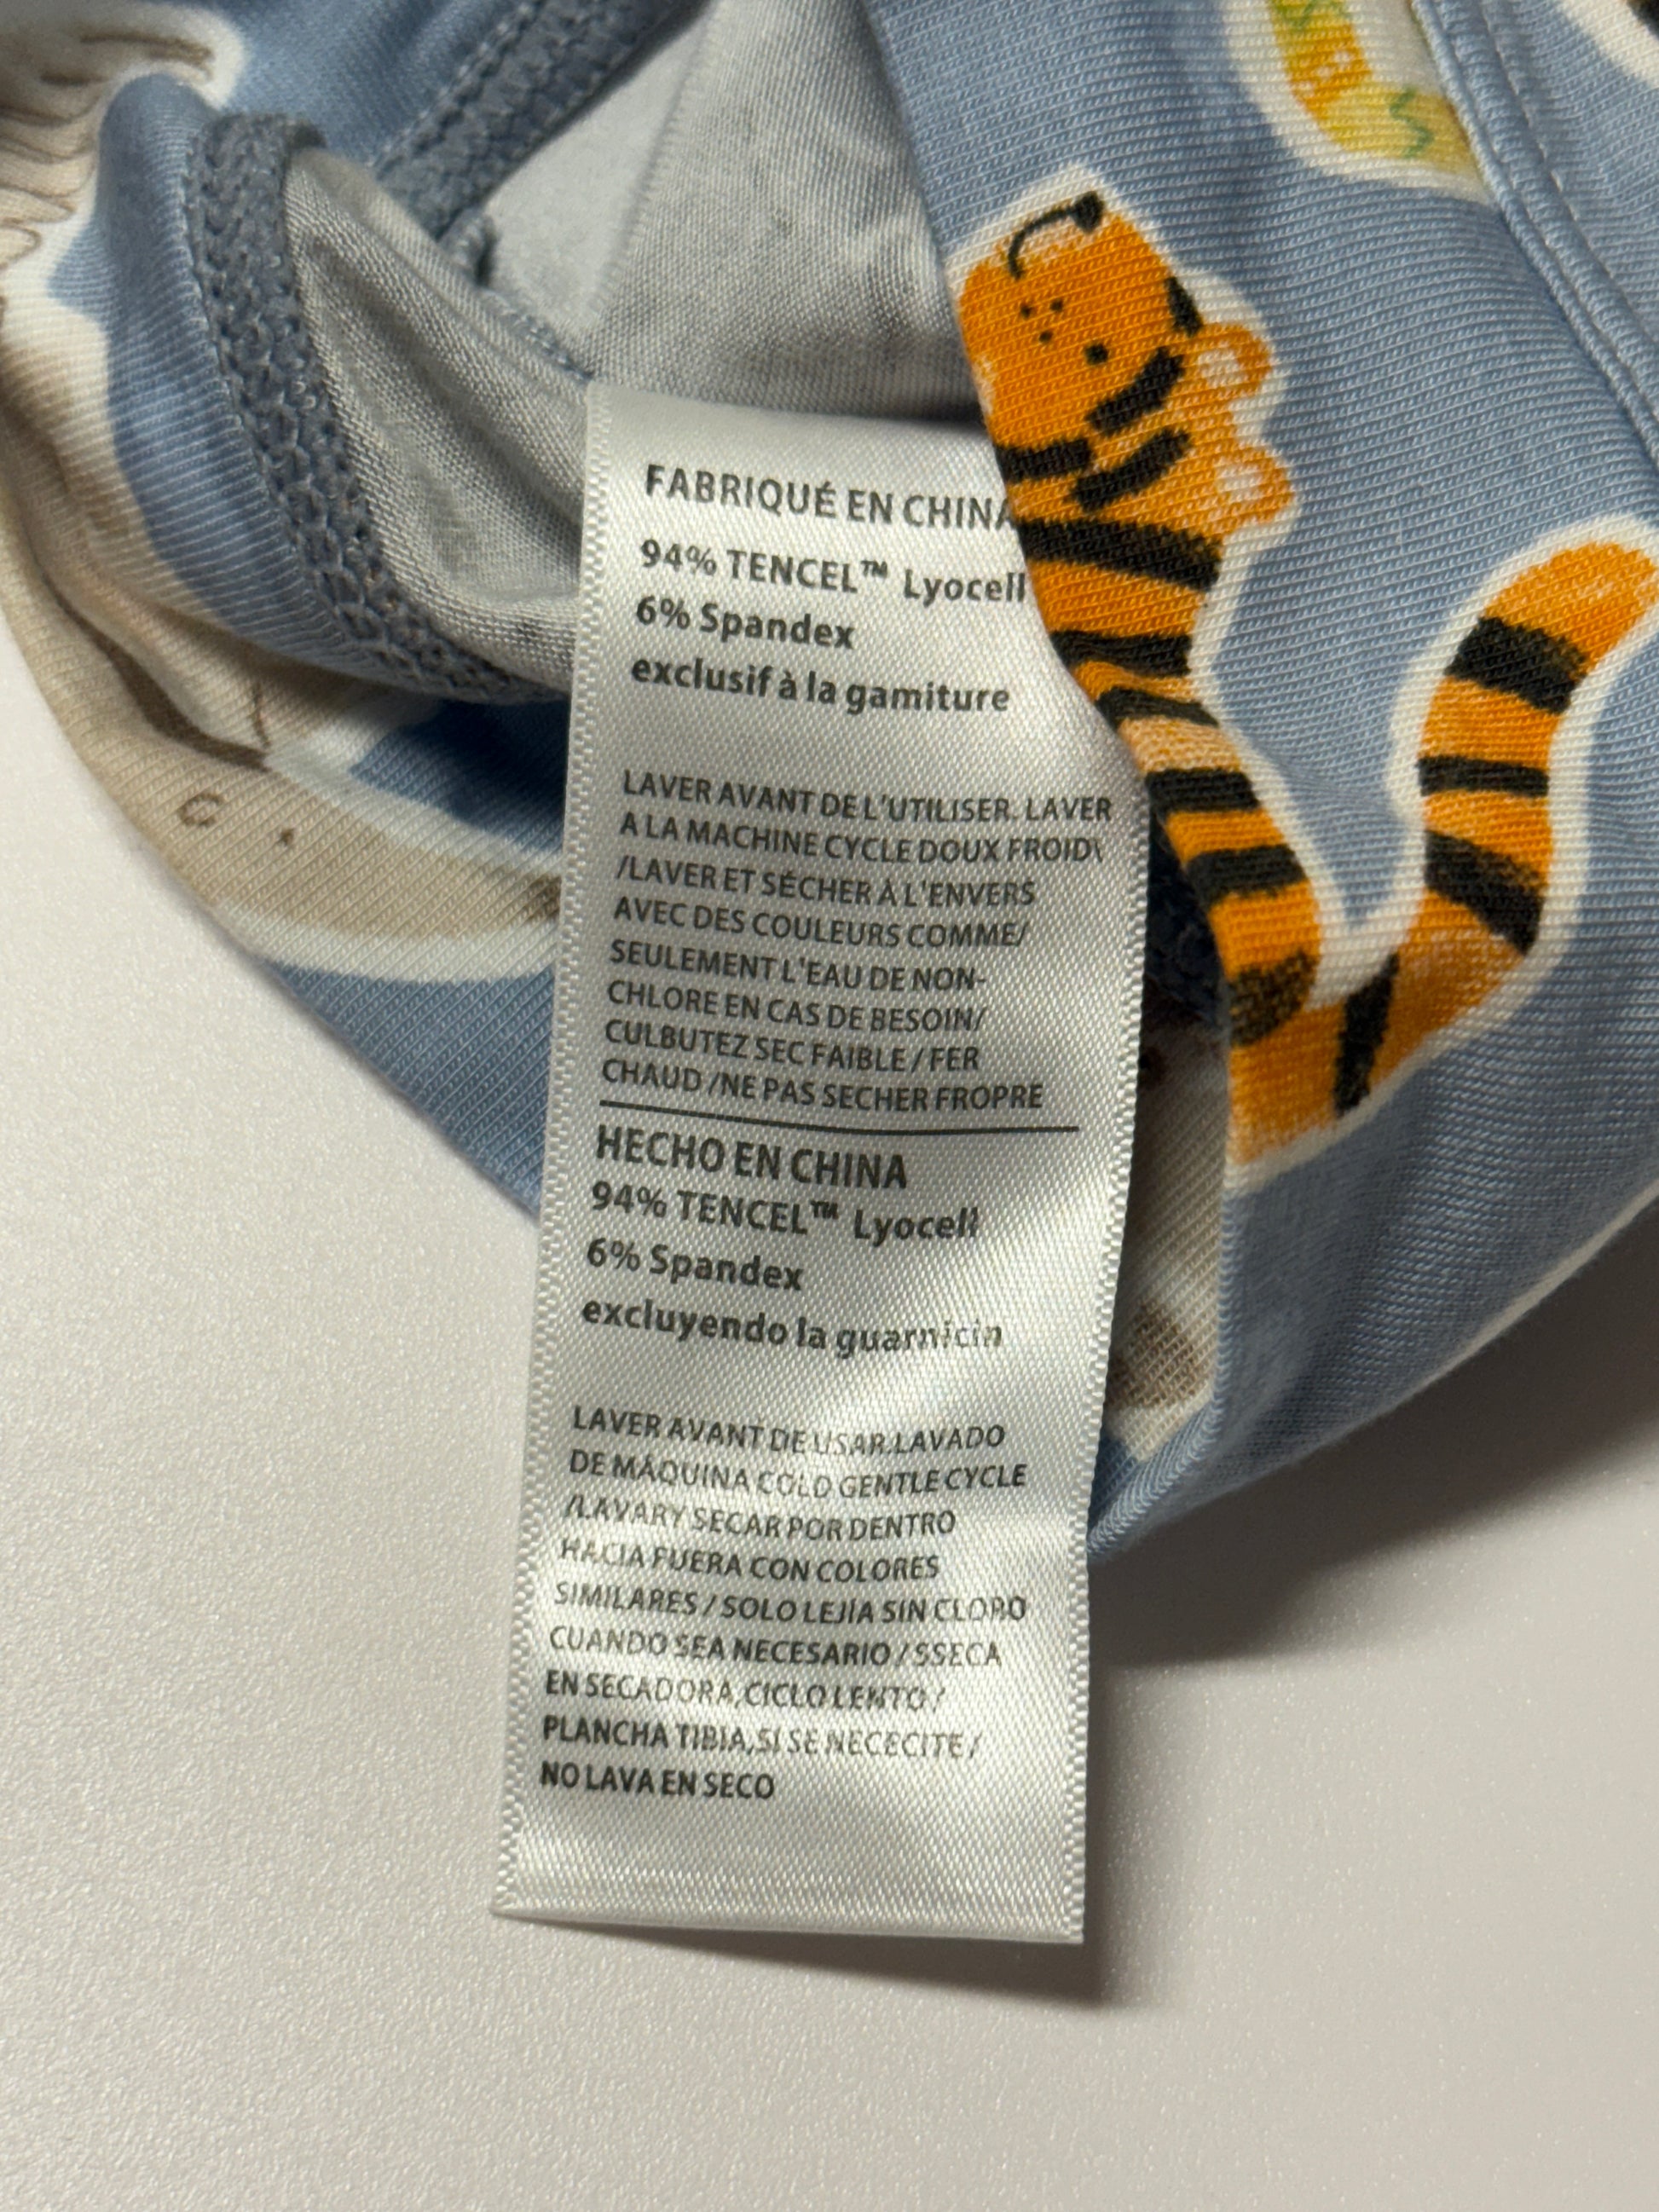 FABRIQUÉ EN CHINA
94% TENCEL™ Lyocell
6% Spandex
exclusif à la gamiture
LAVER AVANT DE L'UTILISER. LAVER
A LA MACHINE CYCLE DOUX FROID\
/LAVER ET SÉCHER À L'ENVERS
AVEC DES COULEURS COMME/
SEULEMENT L'EAU DE NON-
CHLORE EN CAS DE BESOIN/
CULBUTEZ SEC FAIBLE / FER
CHAUD /NE PAS SECHER FROPRE
HECHO EN CHINA
94% TENCEL™ Lyocell
6% Spandex
excluyendo la guarnicin
LAVER AVANT DE USAR.LAVADO
DE MÁQUINA COLD GENTLE CYCLE
/LAVARY SECAR POR DENTRO
HACIA FUERA CON COLORES
SIMILARES / SOLO LEJÍA SIN CLORO
CUANDO SEA NECESARIO / SSECA
EN SECADORA,CICLO LENTO /
PLANCHA TIBIA,SI SE NECECITE /
NO LAVA EN SECO